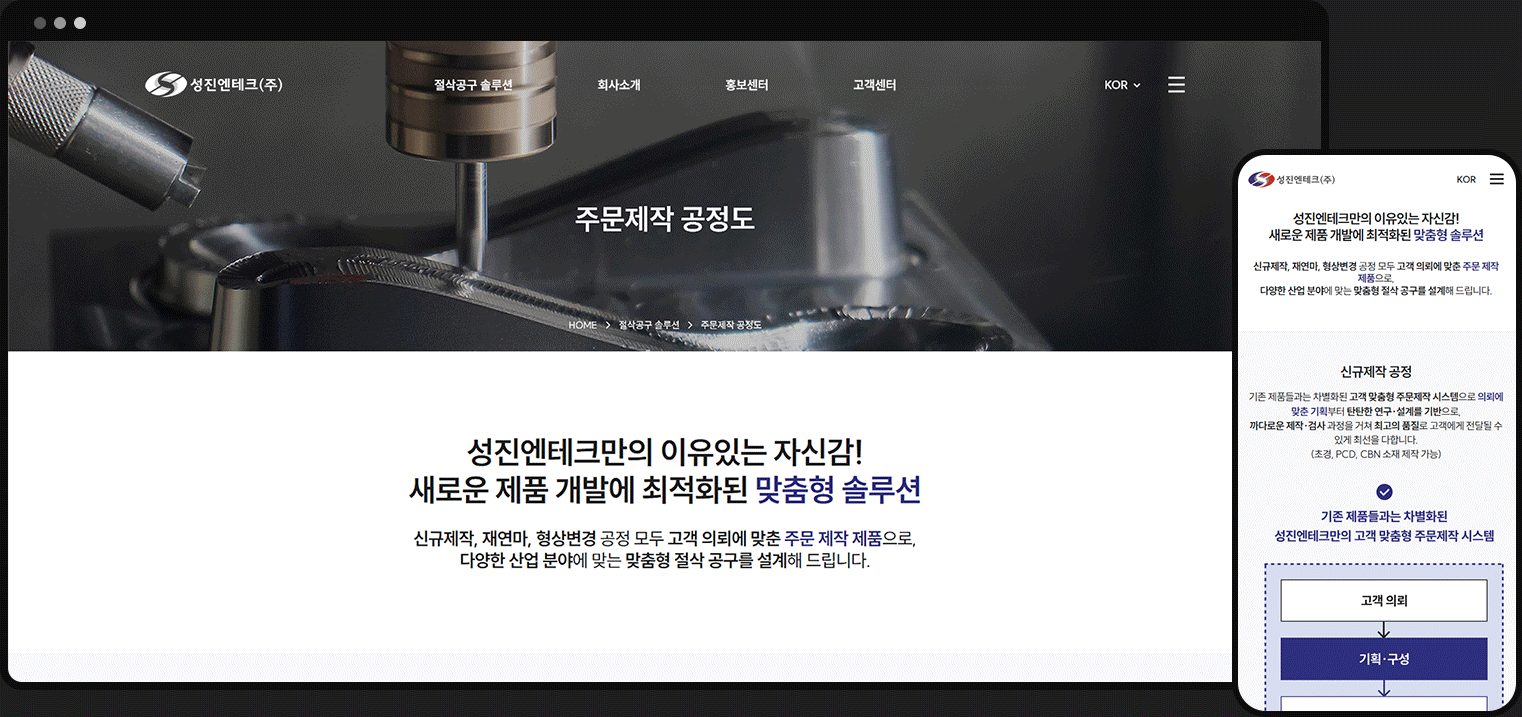 성진엔테크(주)
절삭공구 솔루션
회사소개
홍보센터
고객센터
KOR
주문제작 공정도
HOME > 절삭공구 솔루션 > 주문제작 공정도
성진엔테크만의 이유있는 자신감!
새로운 제품 개발에 최적화된 맞춤형 솔루션
신규제작, 재연마, 형상변경 공정 모두 고객 의뢰에 맞춘 주문 제작 제품으로,
다양한 산업 분야에 맞는 맞춤형 절삭 공구를 설계해 드립니다.
성진엔테크(주)
KOR
성진엔테크만의 이유있는 자신감!
새로운 제품 개발에 최적화된 맞춤형 솔루션
신규제작, 재연마, 형상변경 공정 모두 고객 의뢰에 맞춘 주문 제작
제품으로,
다양한 산업 분야에 맞는 맞춤형 절삭 공구를 설계해 드립니다.
신규제작 공정
기존 제품들과는 차별화된 고객 맞춤형 주문제작 시스템으로 의뢰에
맞춘 기획부터 탄탄한 연구·설계를 기반으로,
까다로운 제작·검사 과정을 거쳐 최고의 품질로 고객에게 전달될 수
있게 최선을 다합니다.
(초경, PCD, CBN 소재 제작 가능)
기존 제품들과는 차별화된
성진엔테크만의 고객 맞춤형 주문제작 시스템
고객 의뢰
기획·구성